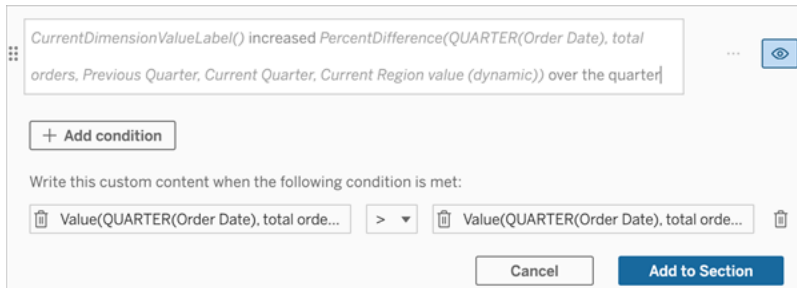 CurrentDimensionValueLabel() increased PercentDifference(QUARTER(Order Date), total
orders, Previous Quarter, Current Quarter, Current Region value (dynamic)) over the quarter
+ Add condition
Write this custom content when the following condition is met:
Value(QUARTER(Order Date), total orde... > Value(QUARTER(Order Date), total orde...
Cancel Add to Section